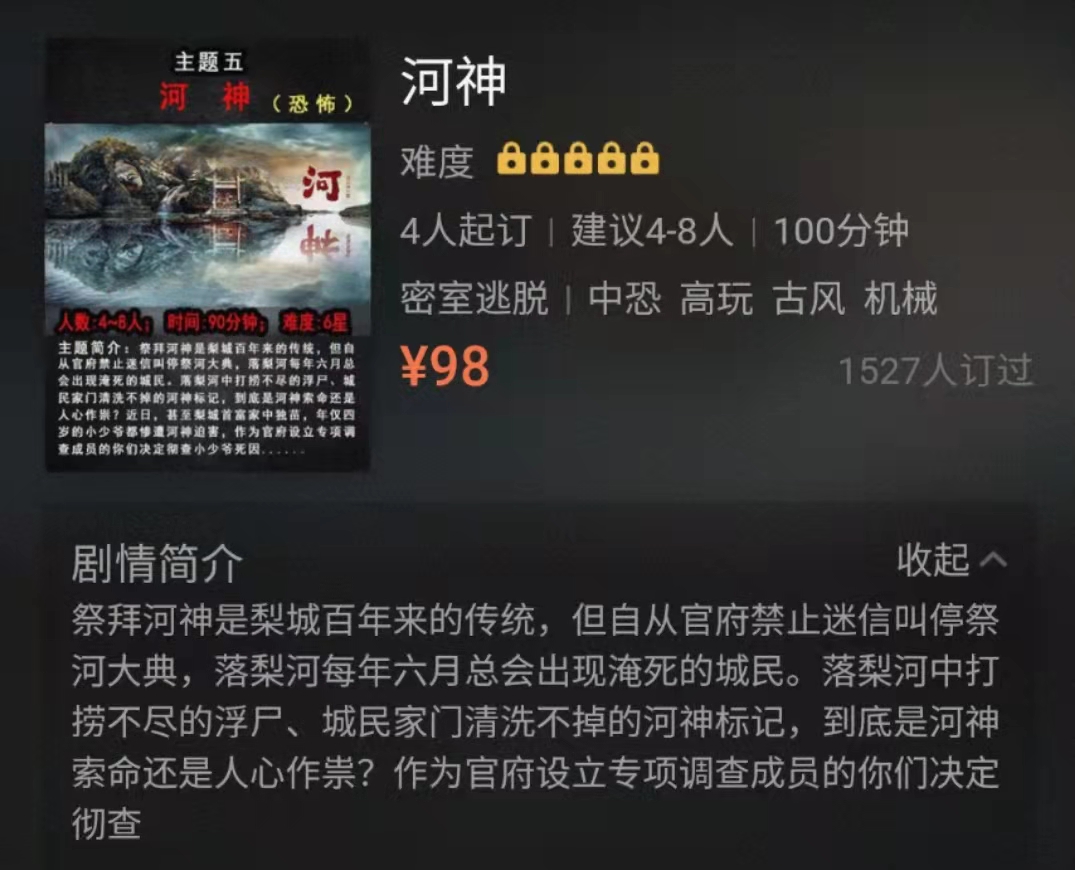 主题五
河 神（恐怖）
河
神
人数:4~8人； 时间:90分钟； 难度:6星
主题简介：祭拜河神是梨城百年来的传统，但自
从官府禁止迷信叫停祭河大典，落梨河每年六月总
会出现淹死的城民。落梨河中打捞不尽的浮尸、城
民家门清洗不掉的河神标记，到底是河神索命还是
人心作祟？近日，甚至梨城首富家中独苗，年仅四
岁的小少爷都惨遭河神迫害，作为官府设立专项调
查成员的你们决定彻查小少爷死因......
河神
难度
4人起订 | 建议4-8人 | 100分钟
密室逃脱 | 中恐 高玩 古风 机械
¥98
1527人订过
剧情简介
收起
祭拜河神是梨城百年来的传统，但自从官府禁止迷信叫停祭
河大典，落梨河每年六月总会出现淹死的城民。落梨河中打
捞不尽的浮尸、城民家门清洗不掉的河神标记，到底是河神
索命还是人心作祟？作为官府设立专项调查成员的你们决定
彻查